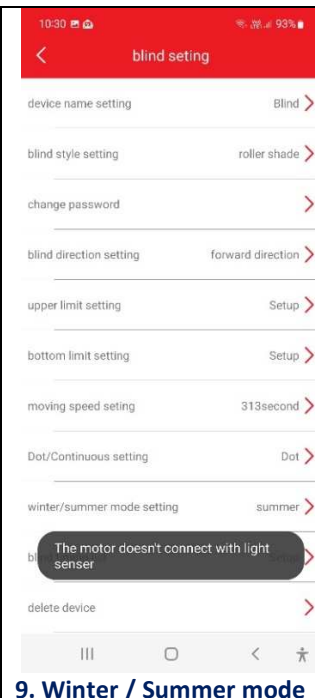 10:30 93%
blind seting
device name setting Blind
blind style setting roller shade
change password
blind direction setting forward direction
upper limit setting Setup
bottom limit setting Setup
moving speed seting 313second
Dot/Continuous setting Dot
winter/summer mode setting summer
The motor doesn't connect with light
senser
delete device
9. Winter / Summer mode